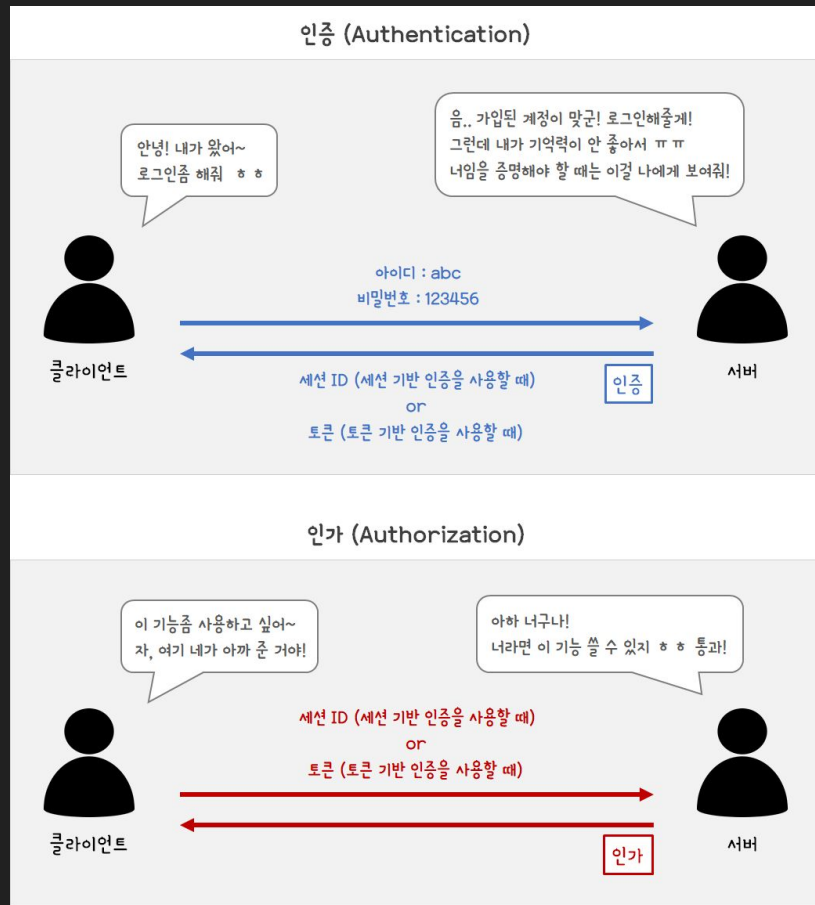 인증 (Authentication)
안녕! 내가 왔어~
로그인좀 해줘 ㅎㅎ
음.. 가입된 계정이 맞군! 로그인해줄게!
그런데 내가 기억력이 안 좋아서 ㅠㅠ
너임을 증명해야 할 때는 이걸 나에게 보여줘!
아이디 : abc
비밀번호 : 123456
클라이언트
서버
세션 ID (세션 기반 인증을 사용할 때)
인증
or
토큰 (토큰 기반 인증을 사용할 때)
인가 (Authorization)
이 기능좀 사용하고 싶어~
자, 여기 네가 아까 준 거야!
아하 너구나!
너라면 이 기능 쓸 수 있지 ㅎㅎ 통과!
세션 ID (세션 기반 인증을 사용할 때)
or
토큰 (토큰 기반 인증을 사용할 때)
클라이언트
인가
서버